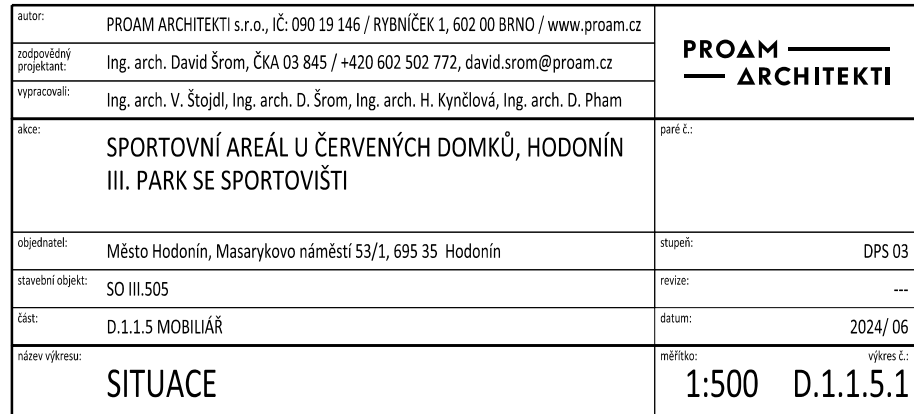 autor: PROAM ARCHITEKTI s.r.o., IČ: 090 19 146 / RYBNÍČEK 1, 602 00 BRNO / www.proam.cz
PROAM
ARCHITEKTI
zodpovědný
projektant: Ing. arch. David Šrom, ČKA 03 845 / +420 602 502 772, david.srom@proam.cz
vypracovali: Ing. arch. V. Štojdl, Ing. arch. D. Šrom, Ing. arch. H. Kynčlová, Ing. arch. D. Pham
akce: SPORTOVNÍ AREÁL U ČERVENÝCH DOMKŮ, HODONÍN
III. PARK SE SPORTOVIŠTI
paré č.:
objednatel: Město Hodonín, Masarykovo náměstí 53/1, 695 35 Hodonín
stupeň: DPS 03
stavební objekt: SO III.505
revize: ---
část: D.1.1.5 MOBILIÁŘ
datum: 2024/ 06
název výkresu: SITUACE
měřítko: 1:500
výkres č.: D.1.1.5.1